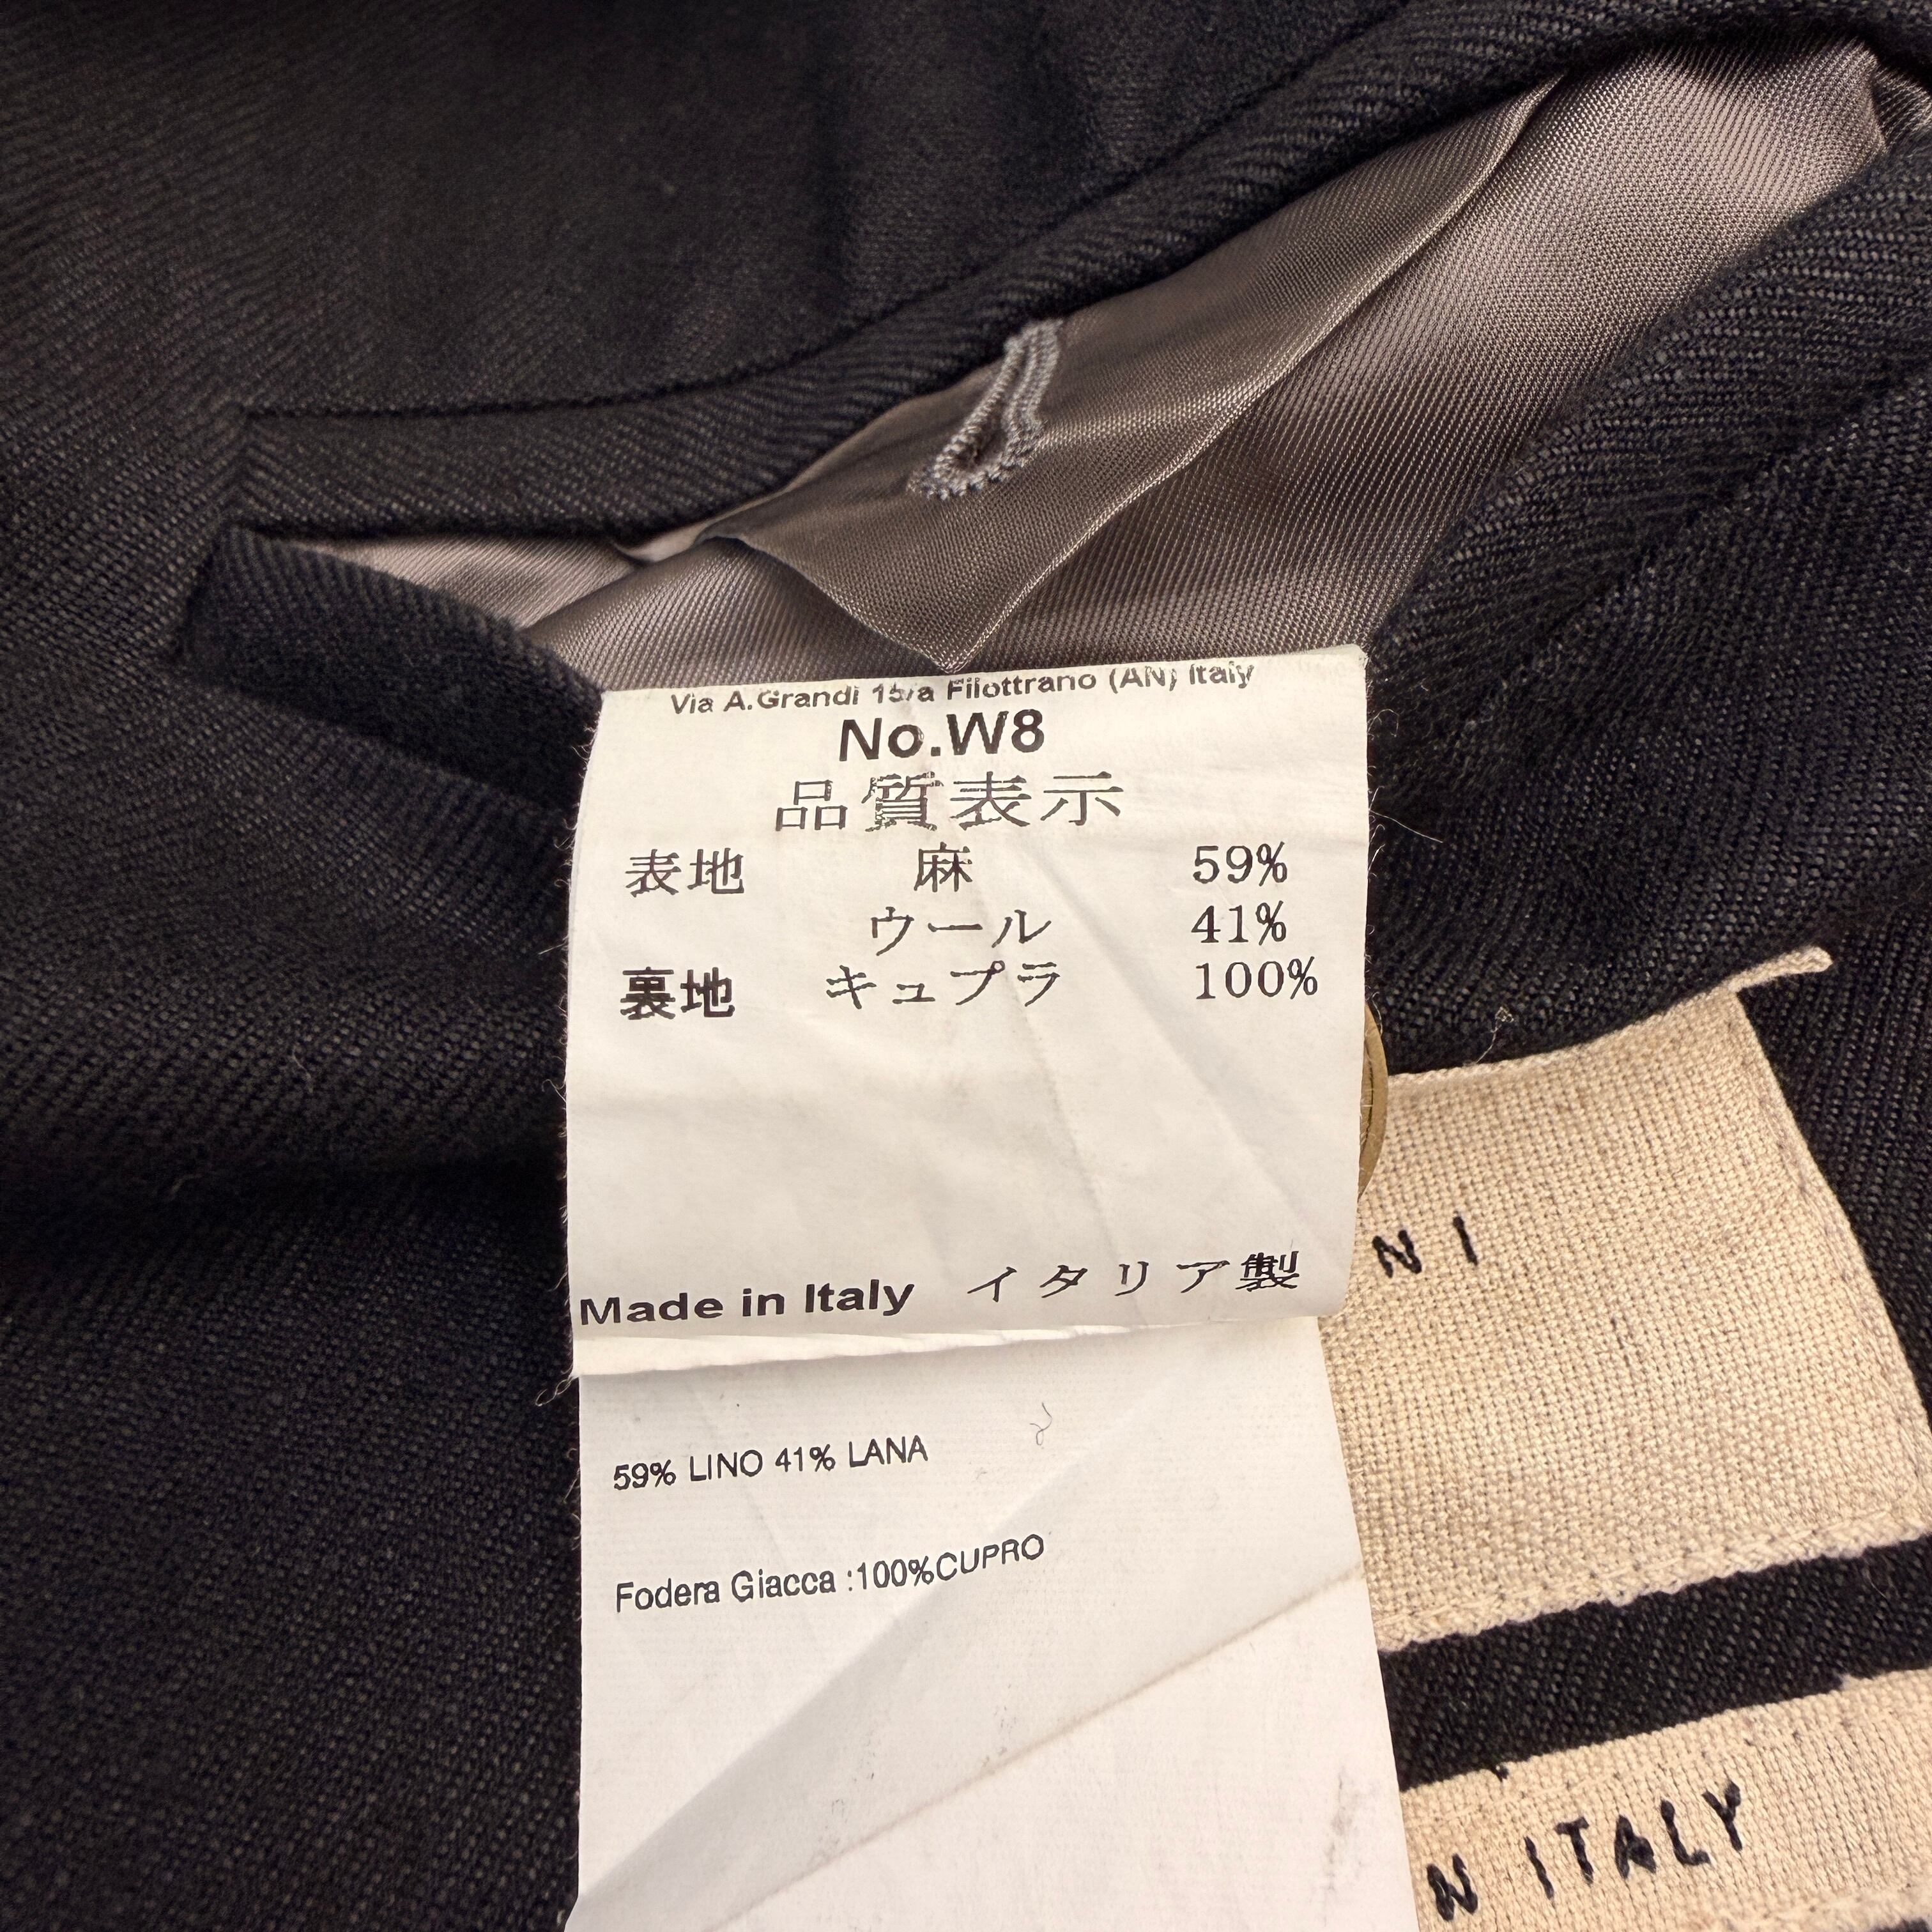 Via A.Grandi 15/a Filottrano (AN) Italy
No.W8
品質表示
表地 麻 59%
ウール 41%
裏地 キュプラ 100%
Made in Italy イタリア製
59% LINO 41% LANA
Fodera Giacca :100%CUPRO
N I
N ITALY